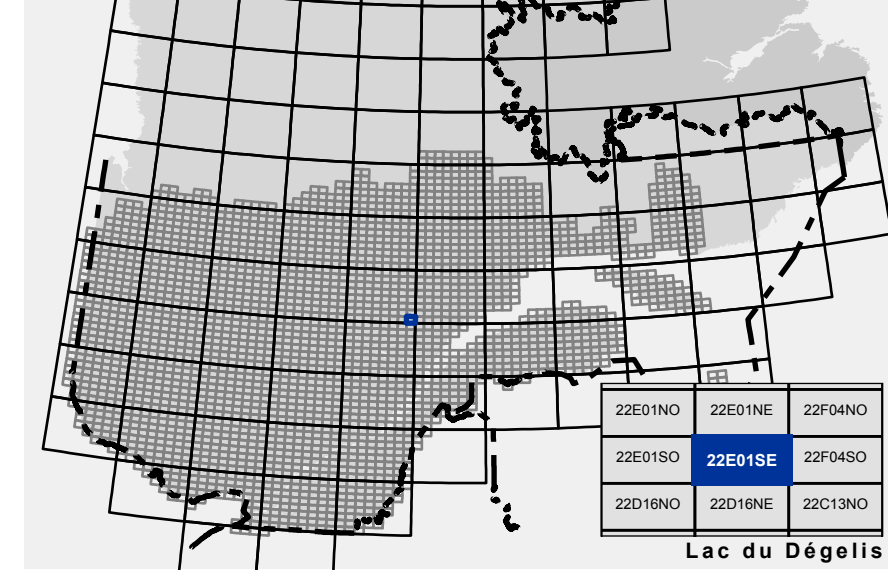 22E01NO 22E01NE 22F04NO
22E01SO 22E01SE 22F04SO
22D16NO 22D16NE 22C13NO
Lac du Dégelis